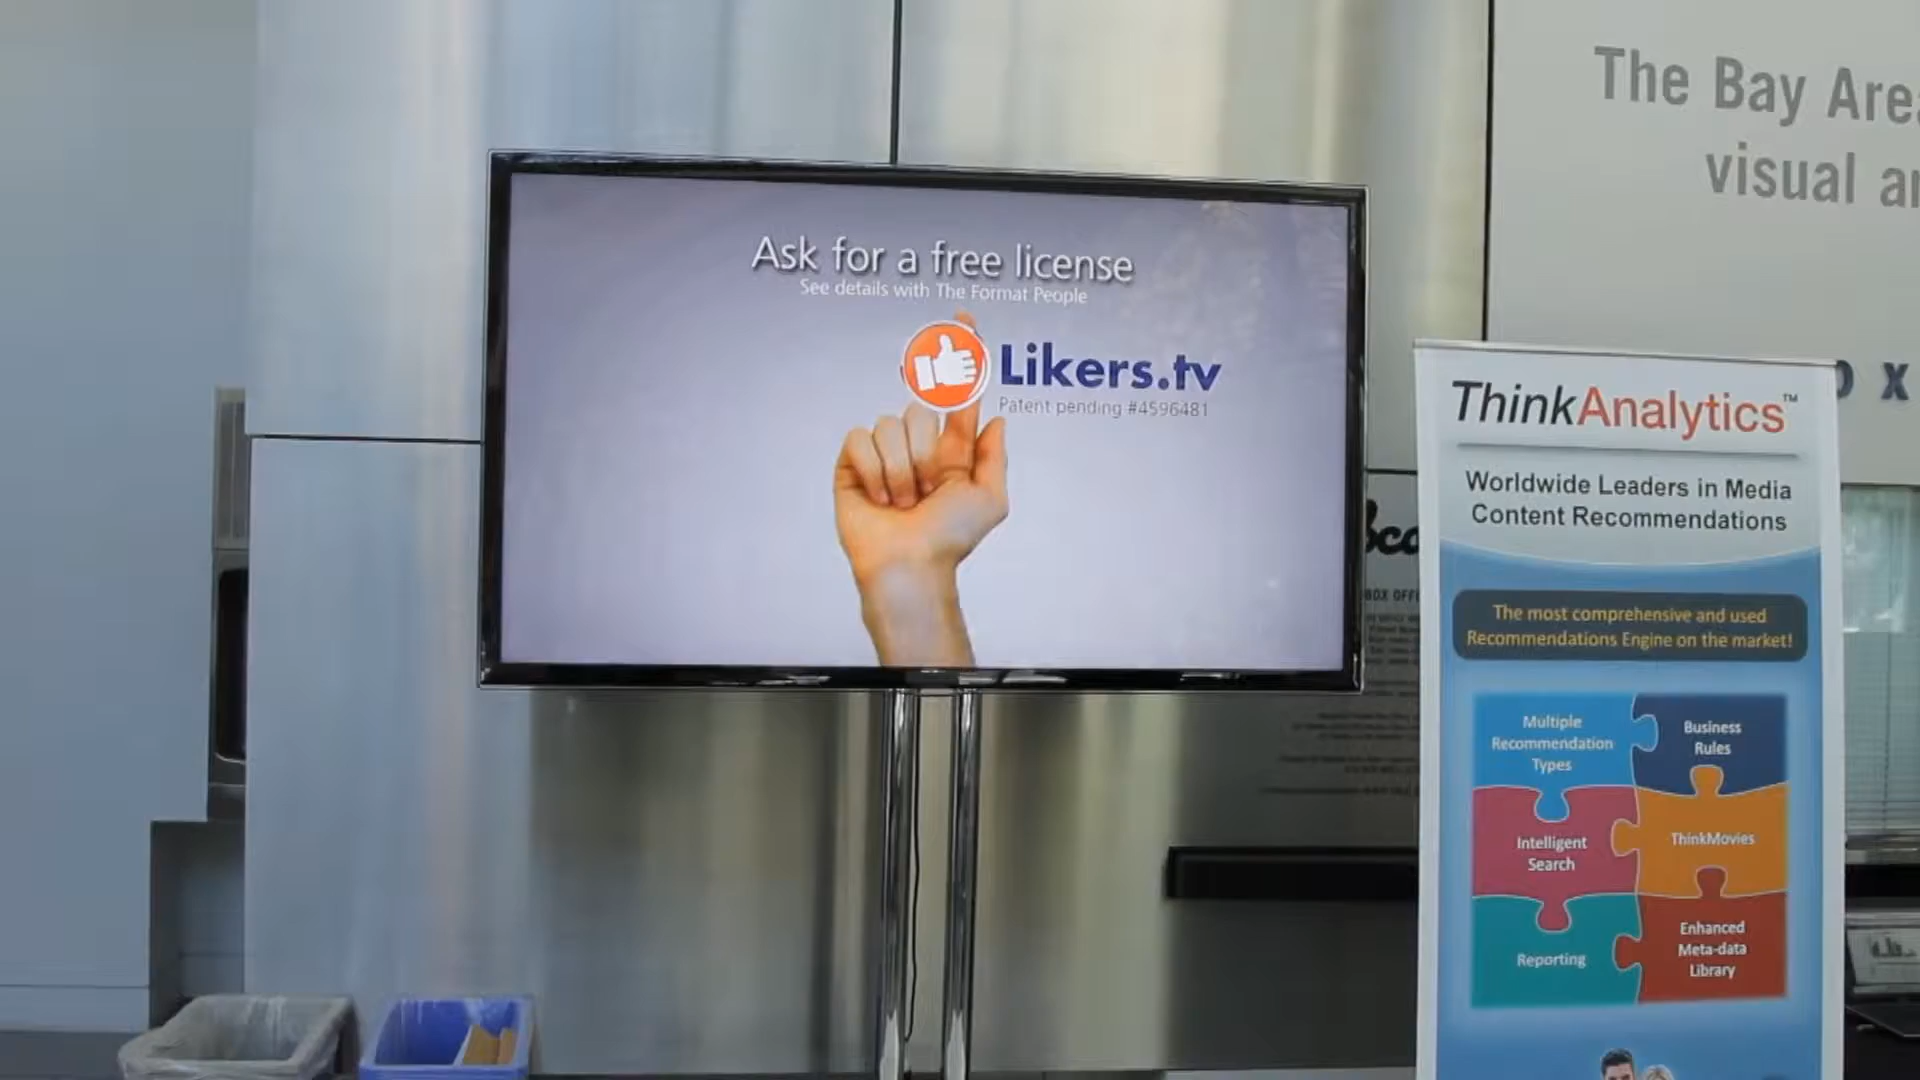 The Bay
visual
Ask for a free license
See details with The Format People
Likers.tv
Patent pending #4596481
ThinkAnalytics™
Worldwide Leaders in Media
Content Recommendations
The most comprehensive and used
Recommendations Engine on the market!
Multiple
Recommendation
Types
Business
Rules
Intelligent
Search
ThinkMovies
Reporting
Enhanced
Meta-data
Library
BOX